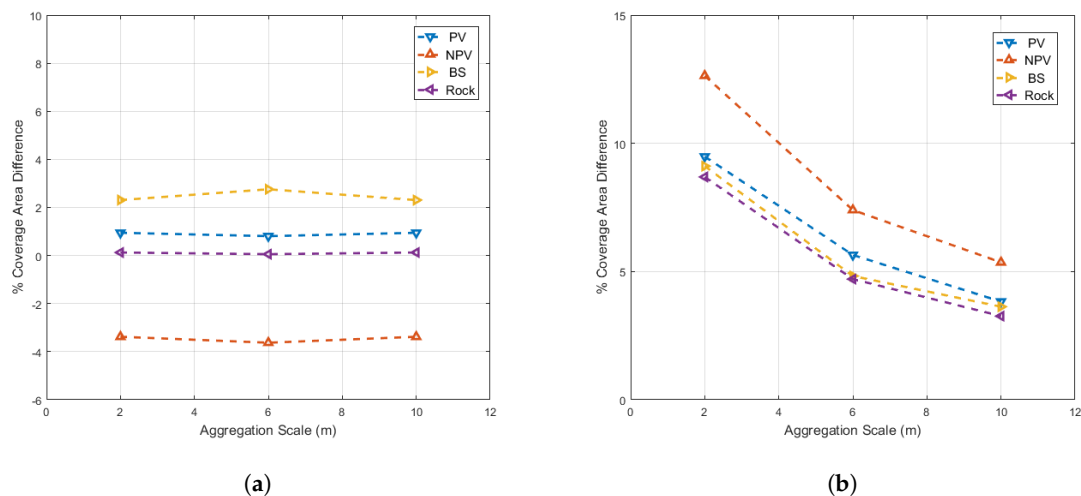 10
8
6
4
2
0
-2
-4
-6
% Coverage Area Difference
0 2 4 6 8 10 12
Aggregation Scale (m)
PV
NPV
BS
Rock
(a)
15
10
5
0
% Coverage Area Difference
0 2 4 6 8 10 12
Aggregation Scale (m)
PV
NPV
BS
Rock
(b)